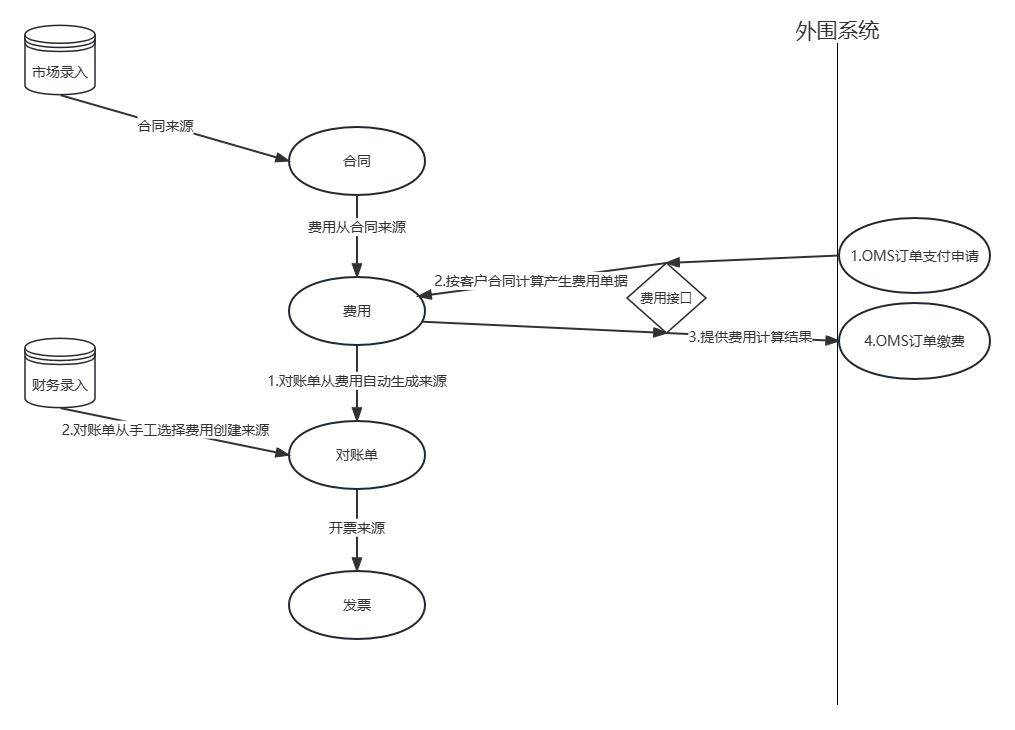 外围系统
市场录入
合同来源
合同
费用从合同来源
1.OMS订单支付申请
2.按客户合同计算产生费用单据
费用接口
费用
3.提供费用计算结果
4.OMS订单缴费
1.对账单从费用自动生成来源
财务录入
2.对账单从手工选择费用创建来源
对账单
开票来源
发票